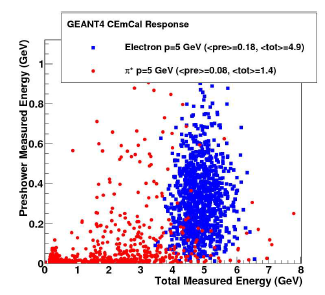 GEANT4 CEmCal Response
Electron p=5 GeV (<pre>=0.18, <tot>=4.9)
π⁺ p=5 GeV (<pre>=0.08, <tot>=1.4)
Preshower Measured Energy (GeV)
1
0.8
0.6
0.4
0.2
0
0 1 2 3 4 5 6 7 8
Total Measured Energy (GeV)